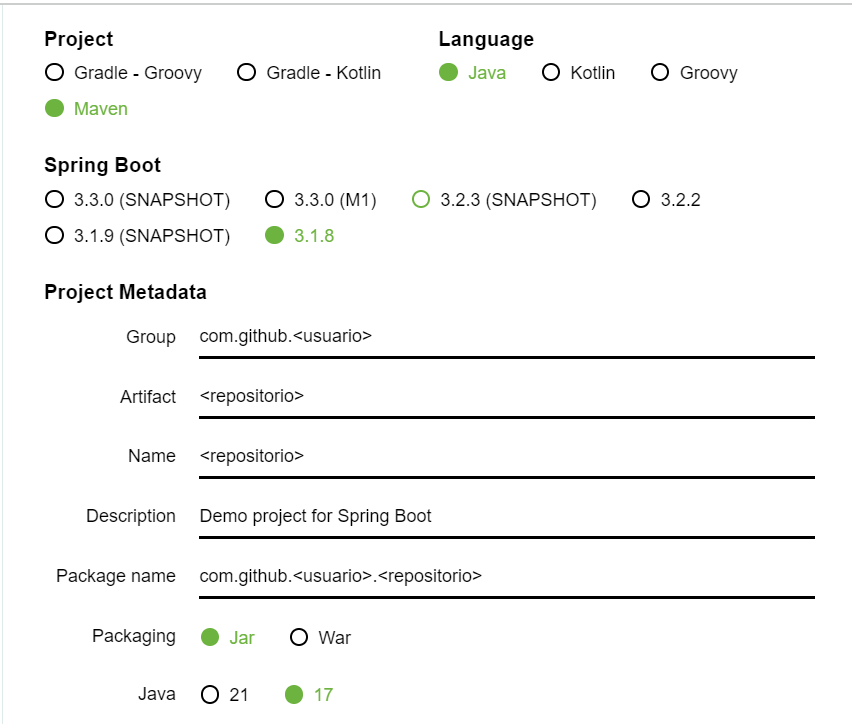 Project
Gradle - Groovy Gradle - Kotlin
Maven
Language
Java Kotlin Groovy
Spring Boot
3.3.0 (SNAPSHOT) 3.3.0 (M1) 3.2.3 (SNAPSHOT) 3.2.2
3.1.9 (SNAPSHOT) 3.1.8
Project Metadata
Group com.github.<usuario>
Artifact <repositorio>
Name <repositorio>
Description Demo project for Spring Boot
Package name com.github.<usuario>.<repositorio>
Packaging Jar War
Java 21 17